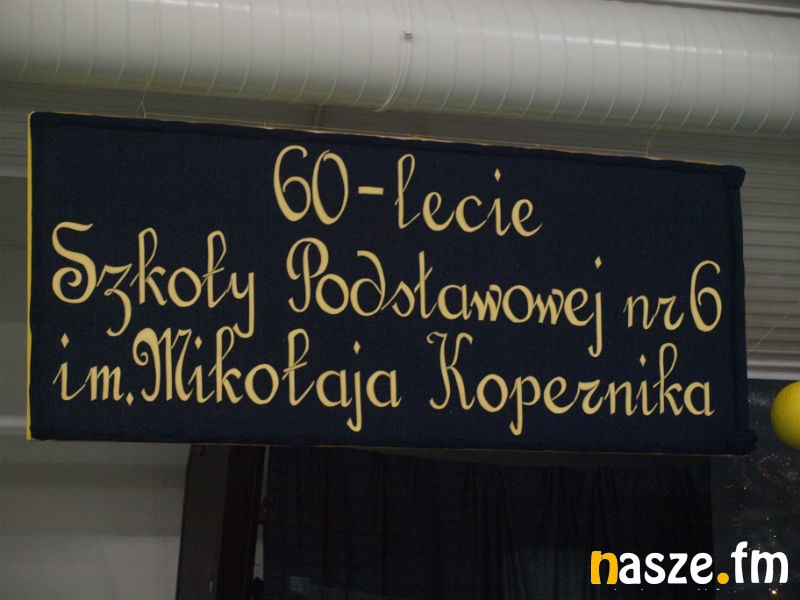 60-lecie
Szkoły Podstawowej nr 6
im. Mikołaja Kopernika
nasze.fm